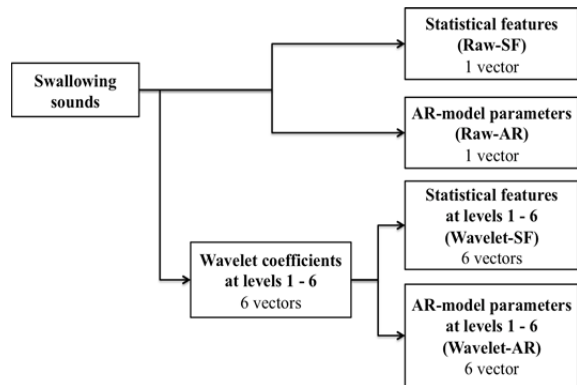 Statistical features
(Raw-SF)
1 vector
Swallowing
sounds
AR-model parameters
(Raw-AR)
1 vector
Statistical features
at levels 1 - 6
(Wavelet-SF)
6 vectors
Wavelet coefficients
at levels 1 - 6
6 vectors
AR-model parameters
at levels 1 - 6
(Wavelet-AR)
6 vector